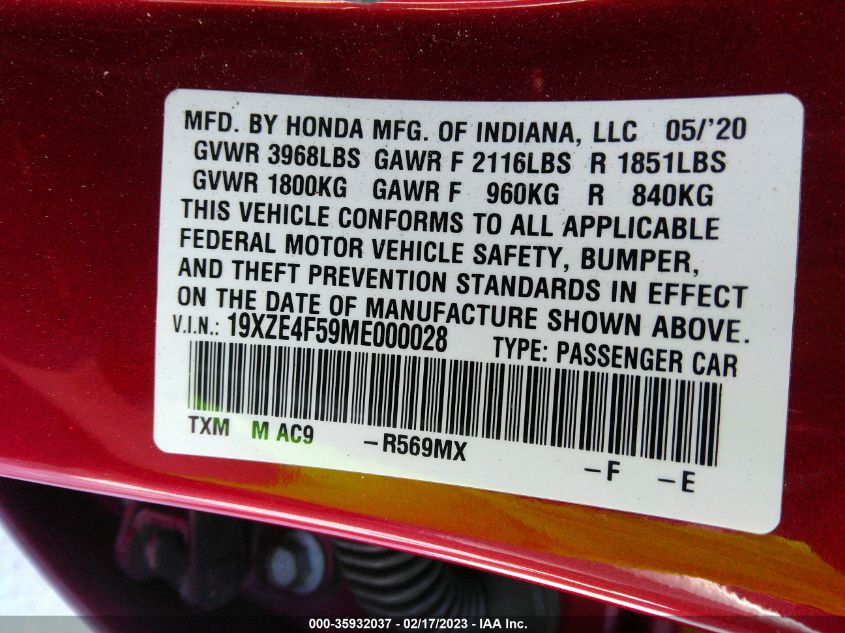 MFD. BY HONDA MFG. OF INDIANA, LLC 05/'20
GVWR 3968LBS GAWR F 2116LBS R 1851LBS
GVWR 1800KG GAWR F 960KG R 840KG
THIS VEHICLE CONFORMS TO ALL APPLICABLE
FEDERAL MOTOR VEHICLE SAFETY, BUMPER,
AND THEFT PREVENTION STANDARDS IN EFFECT
ON THE DATE OF MANUFACTURE SHOWN ABOVE.
V.I.N.: 19XZE4F59ME000028 TYPE: PASSENGER CAR
TXM M AC9 –R569MX –F –E
000-35932037 - 02/17/2023 - IAA Inc.